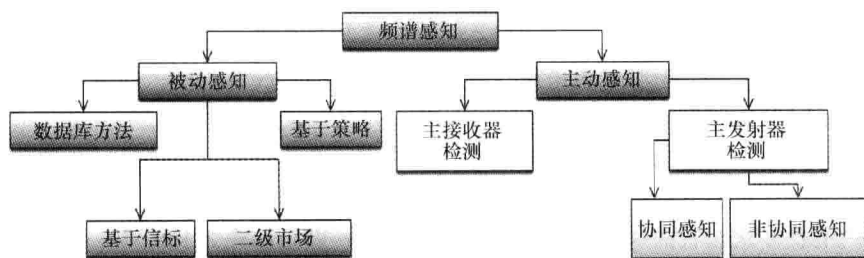 频谱感知
被动感知
主动感知
数据库方法
基于策略
主接收器
检测
主发射器
检测
基于信标
二级市场
协同感知
非协同感知